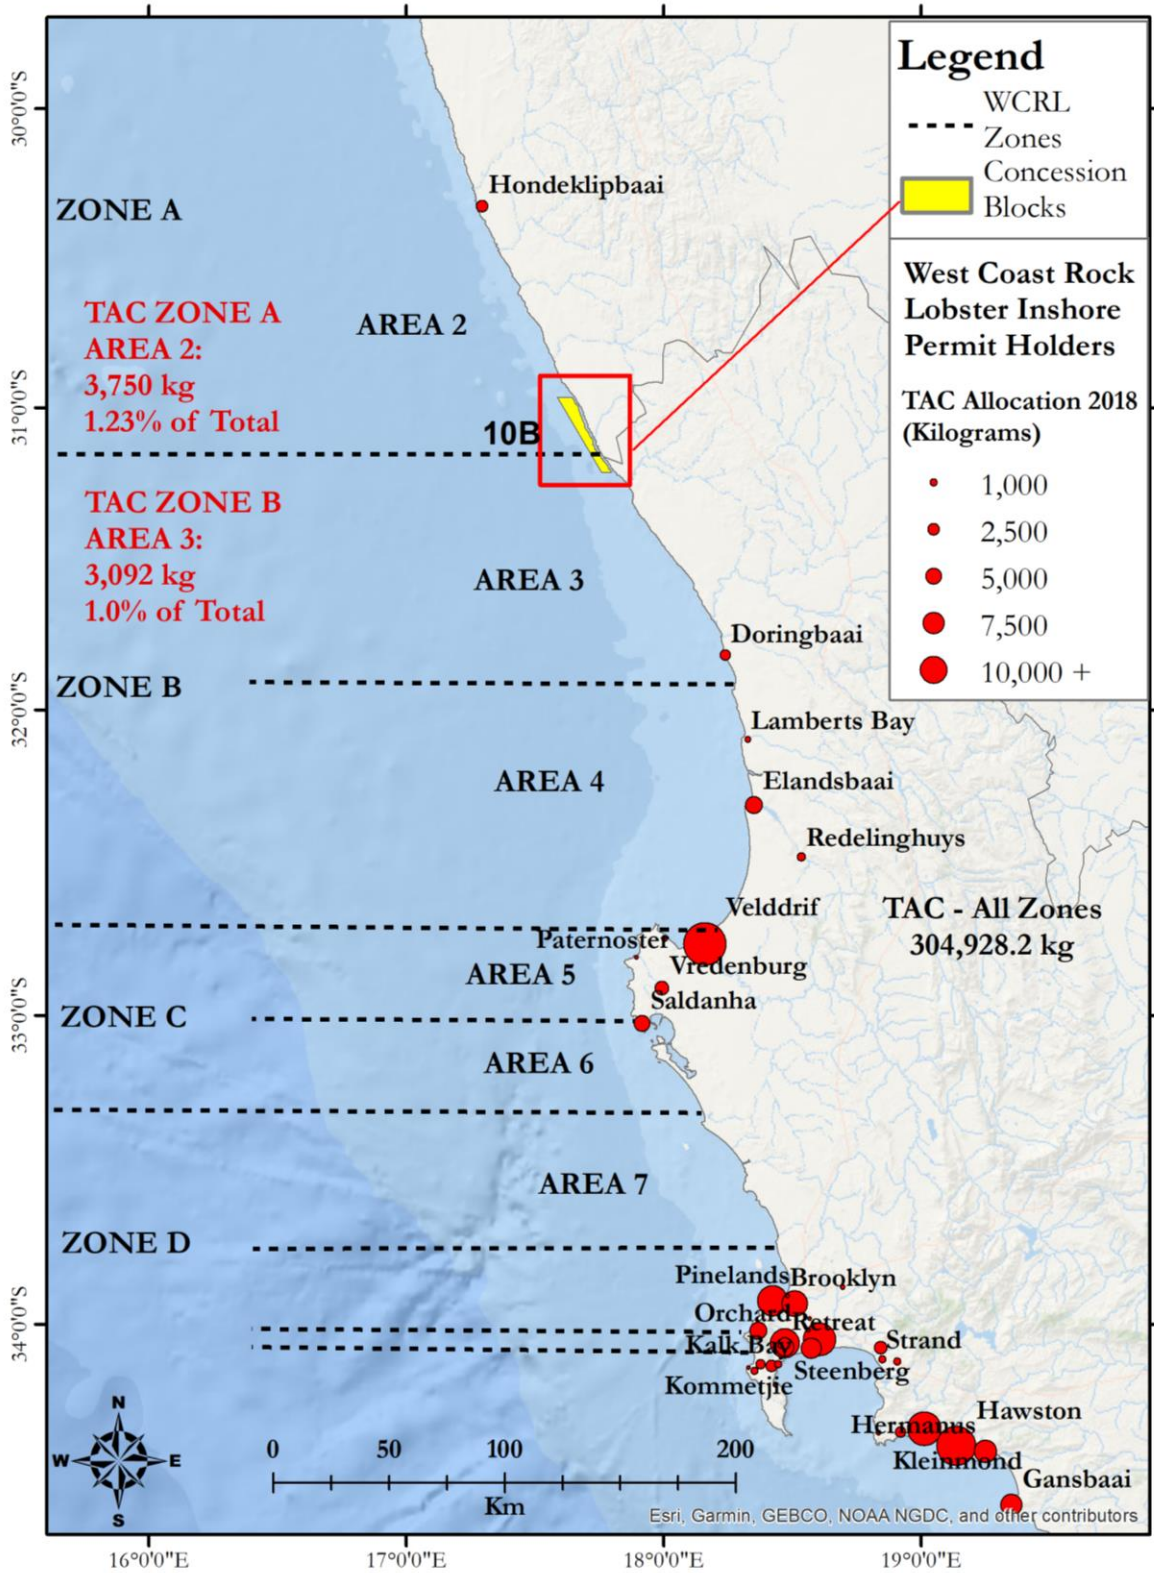 Legend
WCRL
Zones
Concession
Blocks
West Coast Rock
Lobster Inshore
Permit Holders
TAC Allocation 2018
(Kilograms)
1,000
2,500
5,000
7,500
10,000 +
30°0'0"S
31°0'0"S
32°0'0"S
33°0'0"S
34°0'0"S
Hondeklipbaai
ZONE A
TAC ZONE A
AREA 2:
3,750 kg
1.23% of Total
AREA 2
10B
TAC ZONE B
AREA 3:
3,092 kg
1.0% of Total
AREA 3
Doringbaai
ZONE B
Lamberts Bay
AREA 4
Elandsbaai
Redelinghuys
Velddrif
TAC - All Zones
304,928.2 kg
Paternoster
AREA 5
Vredenburg
Saldanha
ZONE C
AREA 6
AREA 7
ZONE D
Pinelands
Brooklyn
Orchard
Retreat
Kalk Bay
Strand
Steenberg
Kommetjie
Hawston
Hermanus
Kleinmond
Gansbaai
N
W
E
S
0 50 100 200
Km
Esri, Garmin, GEBCO, NOAA NGDC, and other contributors
16°0'0"E
17°0'0"E
18°0'0"E
19°0'0"E